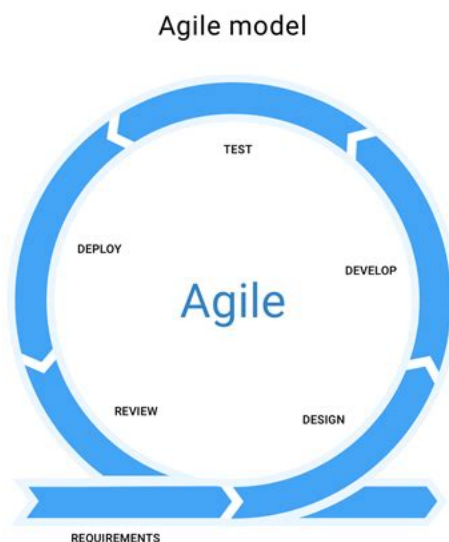 Agile model
TEST
DEPLOY
DEVELOP
Agile
REVIEW
DESIGN
REQUIREMENTS